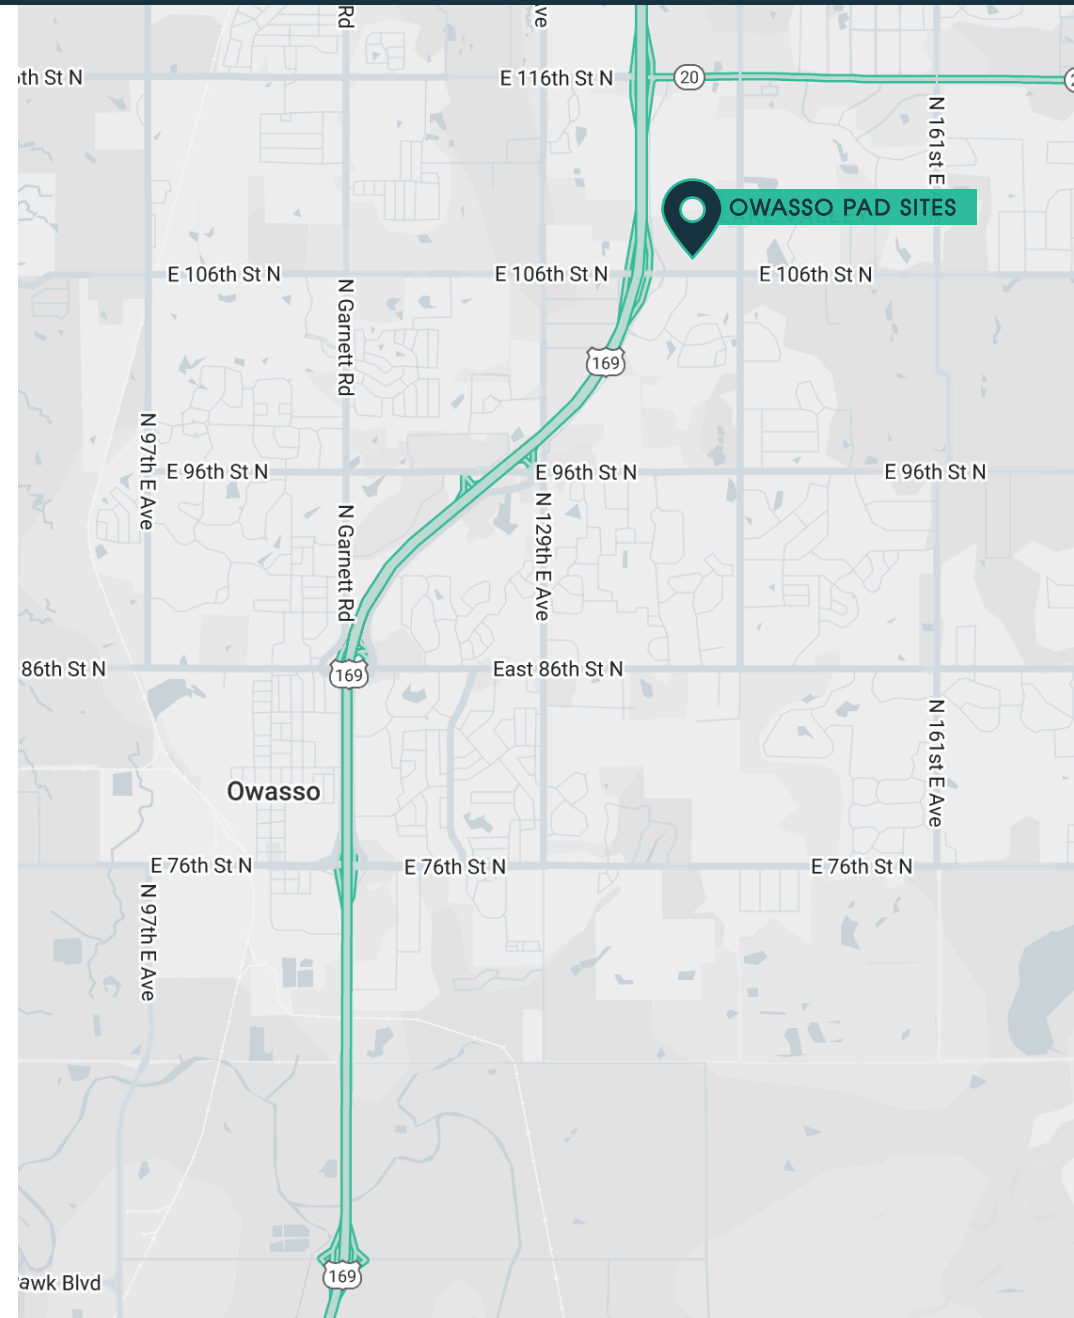 Rd
ve
th St N
E 116th St N
20
N 161st E
OWASSO PAD SITES
E 106th St N
E 106th St N
E 106th St N
N Garnett Rd
169
N 97th E Ave
E 96th St N
E 96th St N
E 96th St N
N Garnett Rd
N 129th E Ave
86th St N
169
East 86th St N
N 161st E Ave
Owasso
E 76th St N
E 76th St N
E 76th St N
N 97th E Ave
169
awk Blvd